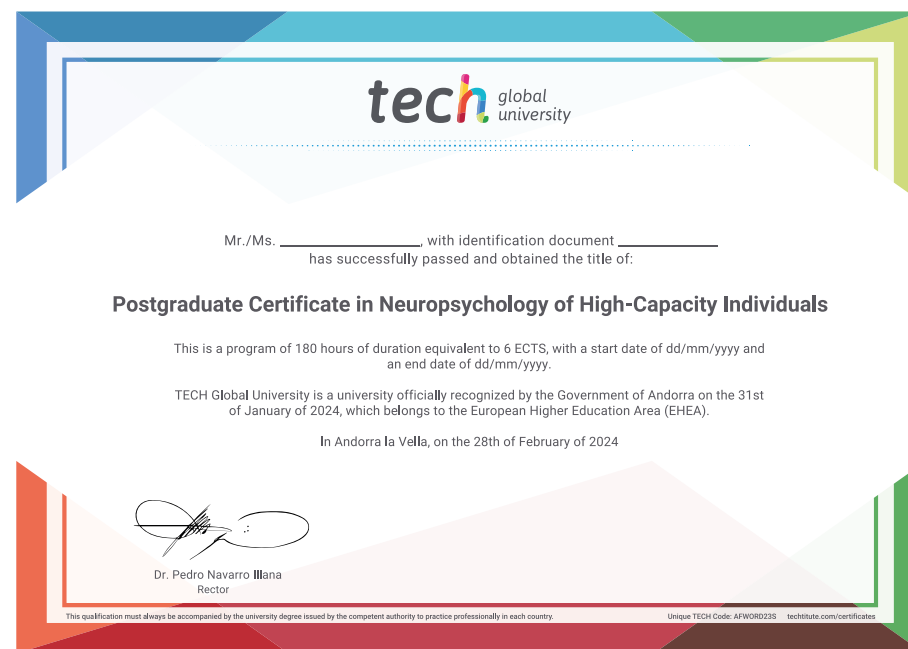 tech global university
Mr./Ms. ____________, with identification document ____________
has successfully passed and obtained the title of:
Postgraduate Certificate in Neuropsychology of High-Capacity Individuals
This is a program of 180 hours of duration equivalent to 6 ECTS, with a start date of dd/mm/yyyy and
an end date of dd/mm/yyyy.
TECH Global University is a university officially recognized by the Government of Andorra on the 31st
of January of 2024, which belongs to the European Higher Education Area (EHEA).
In Andorra la Vella, on the 28th of February of 2024
Dr. Pedro Navarro Illana
Rector
This qualification must always be accompanied by the university degree issued by the competent authority to practice professionally in each country.
Unique TECH Code: AFWORD23S techtitute.com/certificates